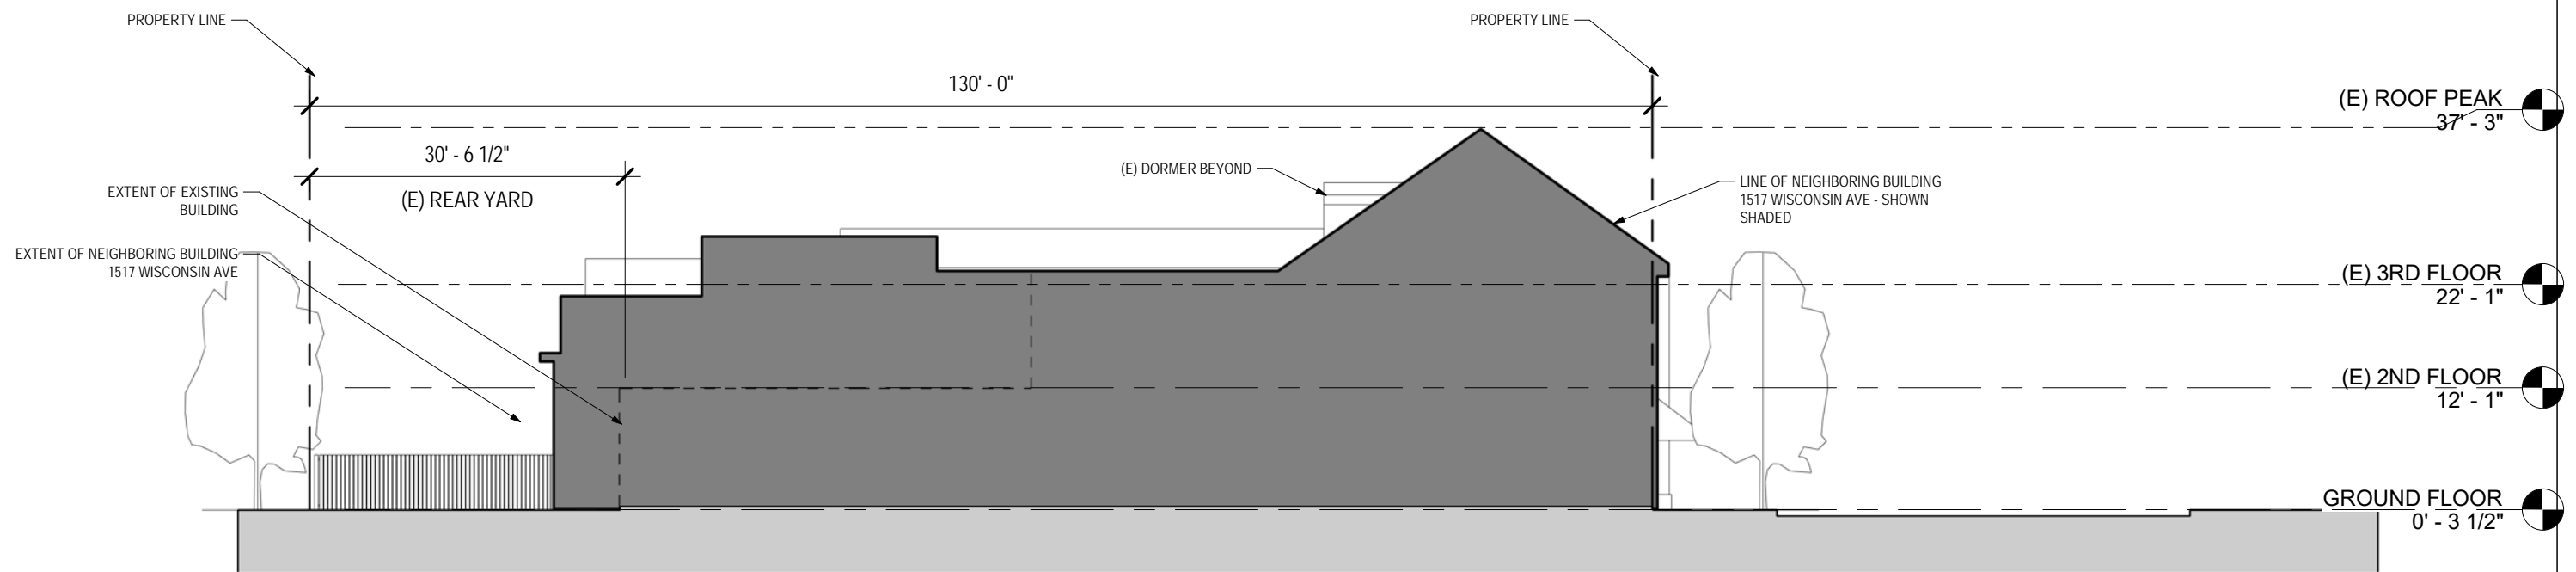 PROPERTY LINE
PROPERTY LINE
130' - 0"
(E) ROOF PEAK
37' - 3"
30' - 6 1/2"
(E) REAR YARD
(E) DORMER BEYOND
EXTENT OF EXISTING
BUILDING
LINE OF NEIGHBORING BUILDING
1517 WISCONSIN AVE - SHOWN
SHADED
EXTENT OF NEIGHBORING BUILDING
1517 WISCONSIN AVE
(E) 3RD FLOOR
22' - 1"
(E) 2ND FLOOR
12' - 1"
GROUND FLOOR
0' - 3 1/2"